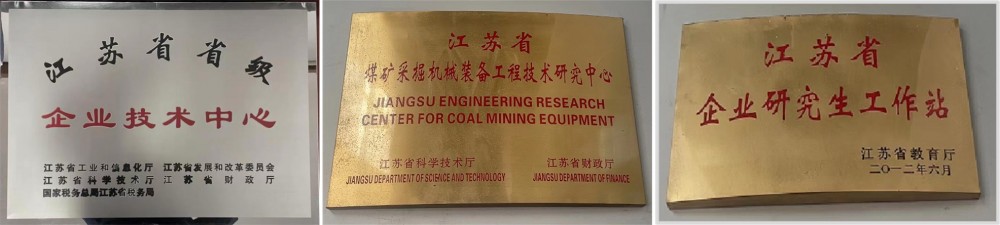 江苏省省级
企业技术中心
江苏省工业和信息化厅 江苏省发展和改革委员会
江苏省科学技术厅 江苏省财政厅
国家税务总局江苏省税务局
江苏省
煤矿采掘机械装备工程技术研究中心
JIANGSU ENGINEERING RESEARCH
CENTER FOR COAL MINING EQUIPMENT
江苏省科学技术厅 江苏省财政厅
JIANGSU DEPARTMENT OF SCIENCE AND TECHNOLOGY JIANGSU DEPARTMENT OF FINANCE
江苏省
企业研究生工作站
江苏省教育厅
二〇一二年六月